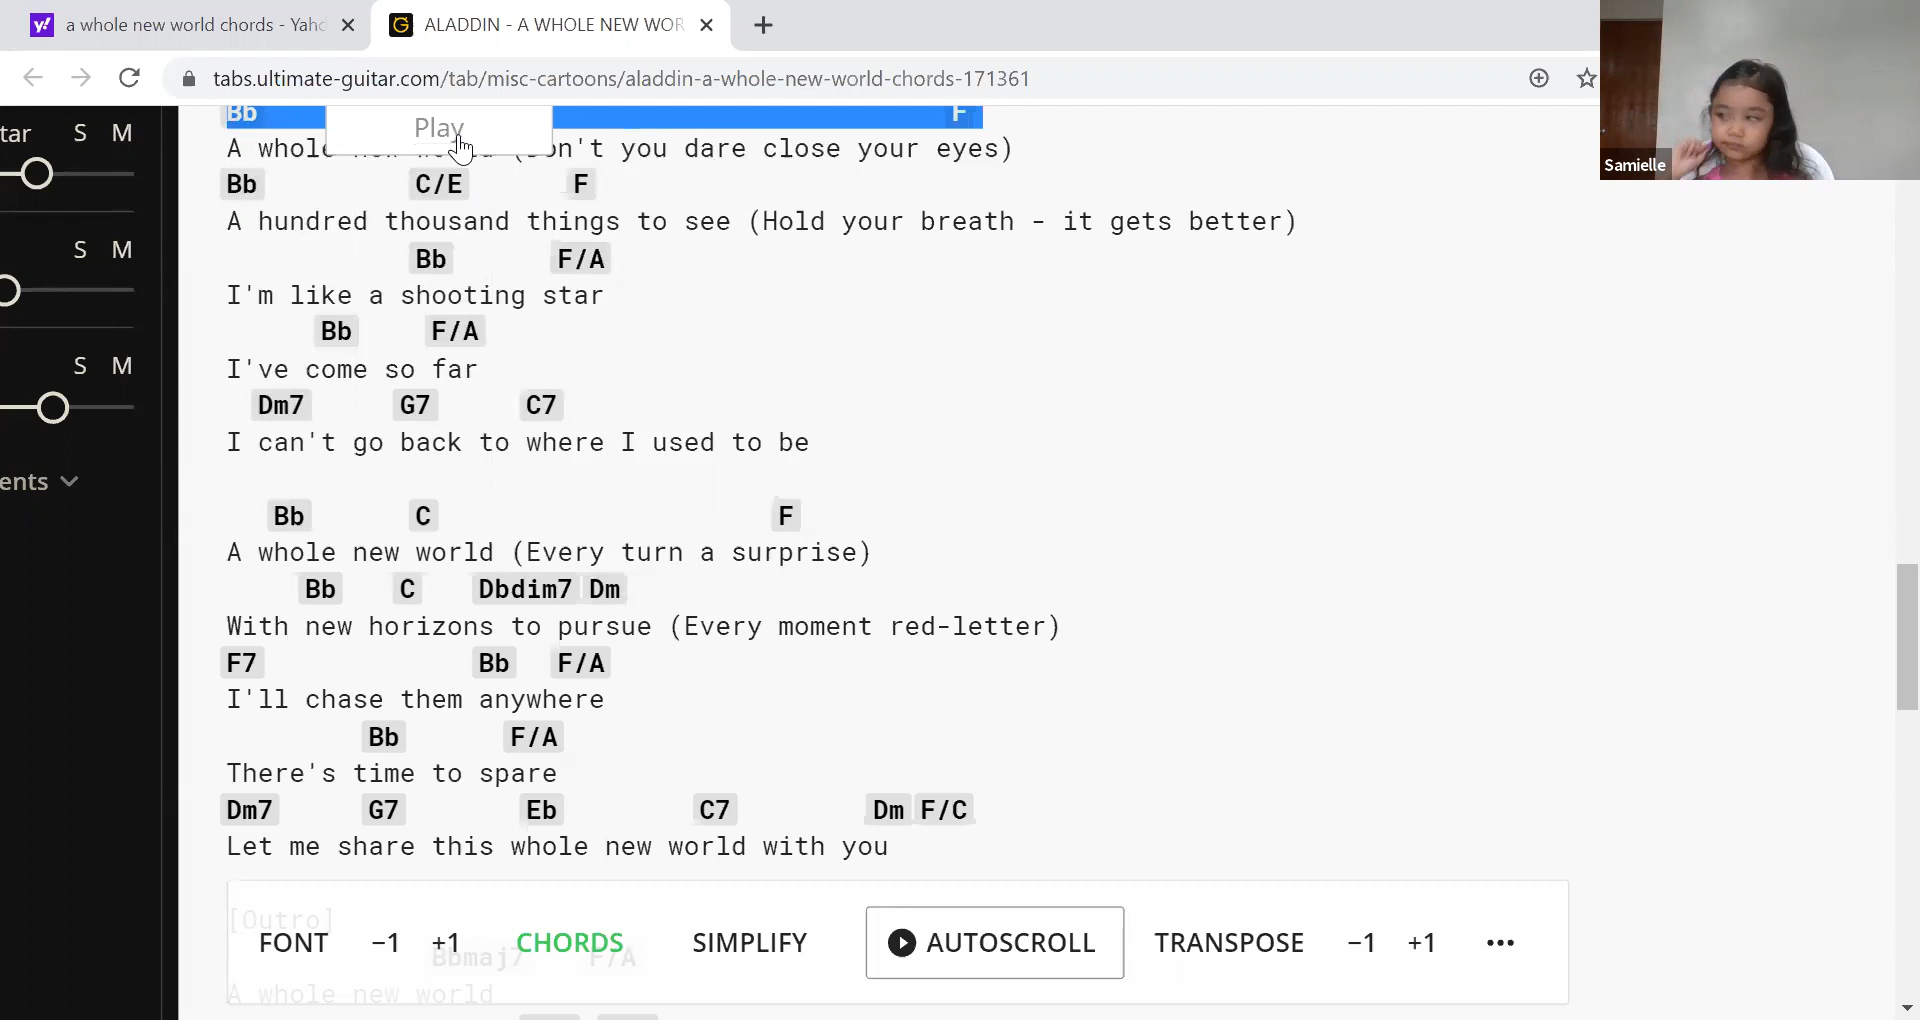 a whole new world chords - Yaho
ALADDIN - A WHOLE NEW WOR
tabs.ultimate-guitar.com/tab/misc-cartoons/aladdin-a-whole-new-world-chords-171361
Samielle
tar S M
S M
S M
ents
Play
Bb F
A whole new world (Don't you dare close your eyes)
Bb C/E F
A hundred thousand things to see (Hold your breath - it gets better)
Bb F/A
I'm like a shooting star
Bb F/A
I've come so far
Dm7 G7 C7
I can't go back to where I used to be
Bb C F
A whole new world (Every turn a surprise)
Bb C Dbdim7 Dm
With new horizons to pursue (Every moment red-letter)
F7 Bb F/A
I'll chase them anywhere
Bb F/A
There's time to spare
Dm7 G7 Eb C7 Dm F/C
Let me share this whole new world with you
[Outro]
FONT −1 +1 CHORDS SIMPLIFY AUTOSCROLL TRANSPOSE −1 +1 •••
Bbmaj7 F/A
A whole new world